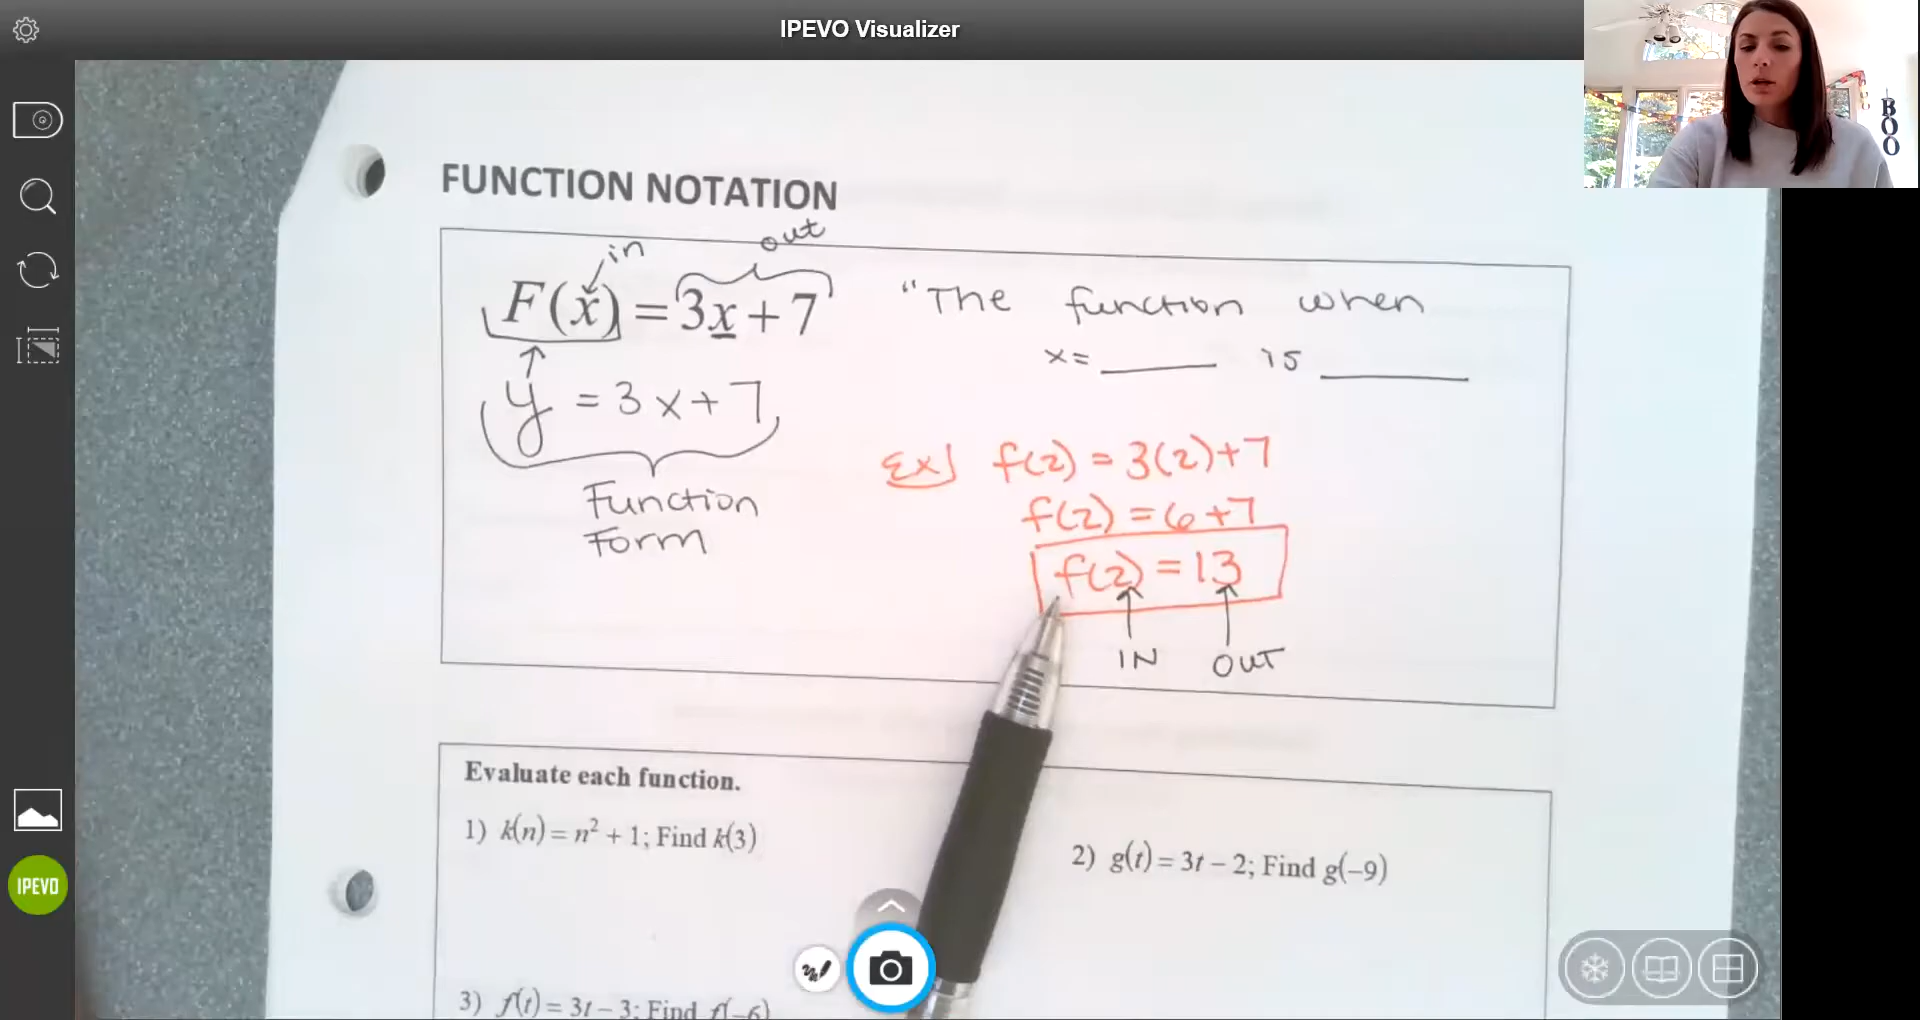 IPEVO Visualizer
BOO
FUNCTION NOTATION
in
out
F(x) = 3x + 7
y = 3x+7
Function
Form
"The function when
x= ______ is ______
Ex] f(2) = 3(2)+7
f(2) = 6+7
f(2) = 13
IN OUT
Evaluate each function.
1) k(n) = n² + 1; Find k(3)
2) g(t) = 3t − 2; Find g(−9)
3) f(t) = 3t − 3; Find f(−6)
IPEVO